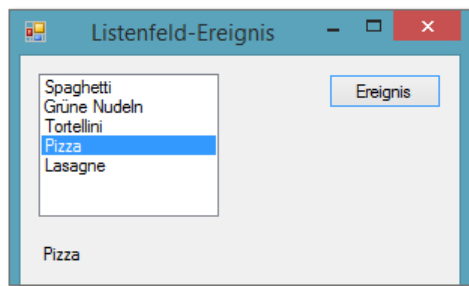 Listenfeld-Ereignis
Spaghetti
Grüne Nudeln
Tortellini
Pizza
Lasagne
Ereignis
Pizza